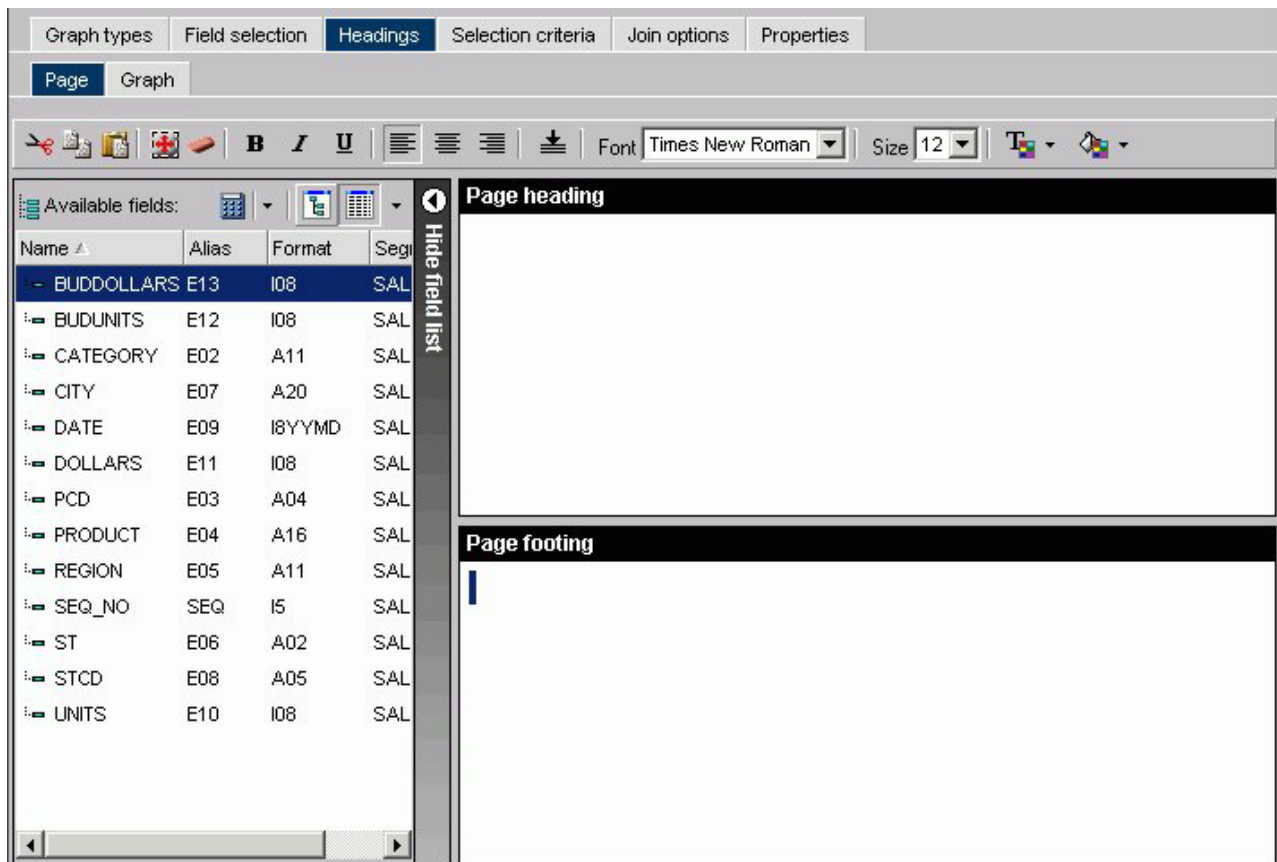 Graph types Field selection Headings Selection criteria Join options Properties
Page Graph
B I U Font Times New Roman Size 12 T
Available fields:
Name Alias Format Seg
Hide field list
BUDDOLLARS E13 I08 SAL
BUDUNITS E12 I08 SAL
CATEGORY E02 A11 SAL
CITY E07 A20 SAL
DATE E09 I8YYMD SAL
DOLLARS E11 I08 SAL
PCD E03 A04 SAL
PRODUCT E04 A16 SAL
REGION E05 A11 SAL
SEQ_NO SEQ I5 SAL
ST E06 A02 SAL
STCD E08 A05 SAL
UNITS E10 I08 SAL
Page heading
Page footing